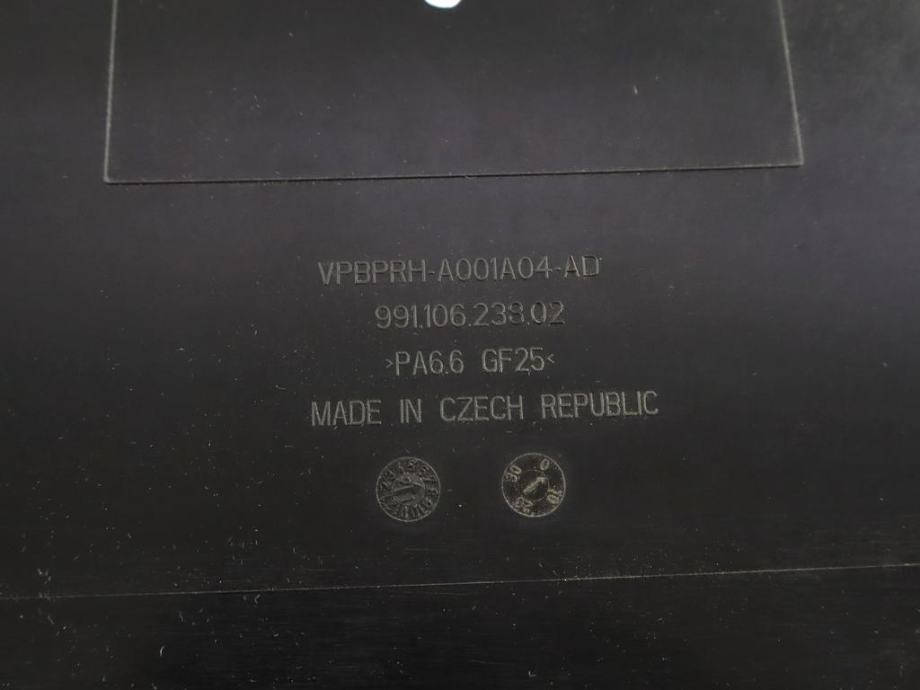 VPBPRH-A001A04-AD
991.106.238.02
>PA6.6 GF25<
MADE IN CZECH REPUBLIC